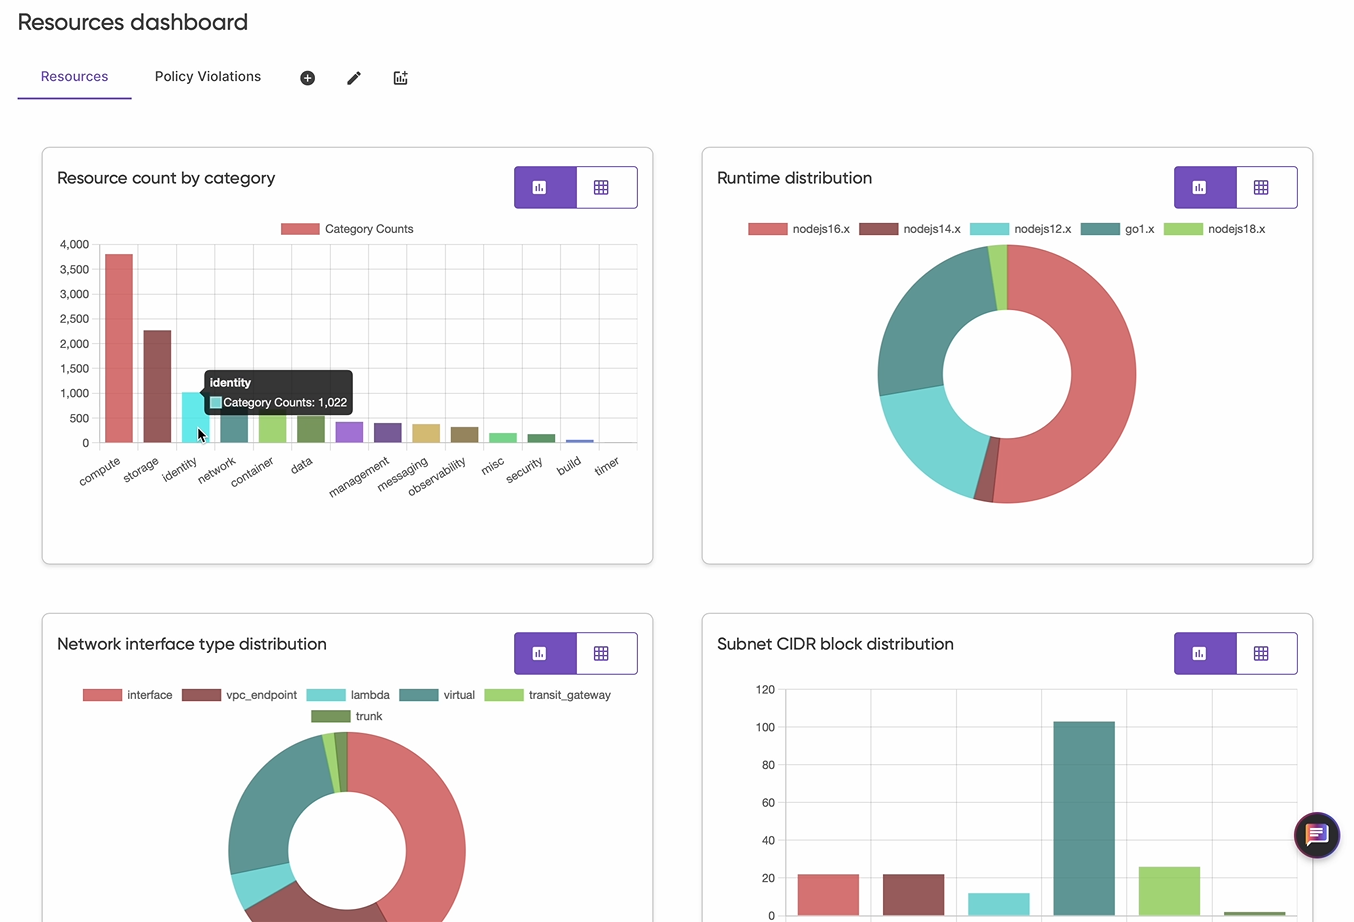 Resources dashboard
Resources
Policy Violations
Resource count by category
Category Counts
4,000
3,500
3,000
2,500
2,000
1,500
1,000
500
0
identity
Category Counts: 1,022
compute
storage
identity
network
container
data
management
messaging
observability
misc
security
build
timer
Runtime distribution
nodejs16.x
nodejs14.x
nodejs12.x
go1.x
nodejs18.x
Network interface type distribution
interface
vpc_endpoint
lambda
virtual
transit_gateway
trunk
Subnet CIDR block distribution
120
100
80
60
40
20
0